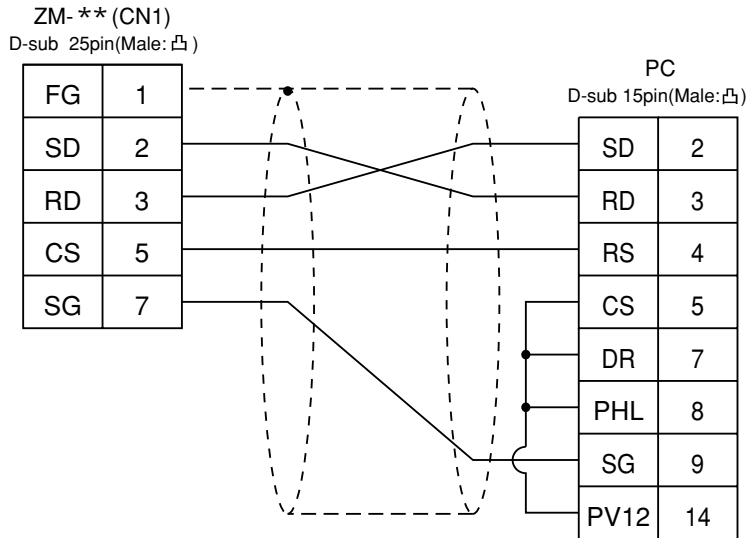 ZM-** (CN1)
D-sub 25pin(Male:凸)
FG 1
SD 2
RD 3
CS 5
SG 7
PC
D-sub 15pin(Male:凸)
SD 2
RD 3
RS 4
CS 5
DR 7
PHL 8
SG 9
PV12 14